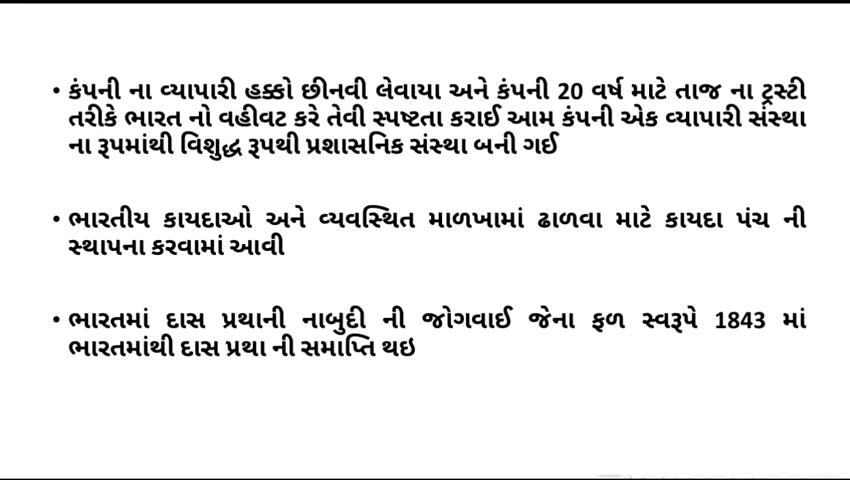 • કંપની ના વ્યાપારી હક્કો છીનવી લેવાયા અને કંપની 20 વર્ષ માટે તાજ ના ટ્રસ્ટી
તરીકે ભારત નો વહીવટ કરે તેવી સ્પષ્ટતા કરાઈ આમ કંપની એક વ્યાપારી સંસ્થા
ના રૂપમાંથી વિશુદ્ધ રૂપથી પ્રશાસનિક સંસ્થા બની ગઈ
• ભારતીય કાયદાઓ અને વ્યવસ્થિત માળખામાં ઢાળવા માટે કાયદા પંચ ની
સ્થાપના કરવામાં આવી
• ભારતમાં દાસ પ્રથાની નાબુદી ની જોગવાઈ જેના ફળ સ્વરૂપે 1843 માં
ભારતમાંથી દાસ પ્રથા ની સમાપ્તિ થઇ